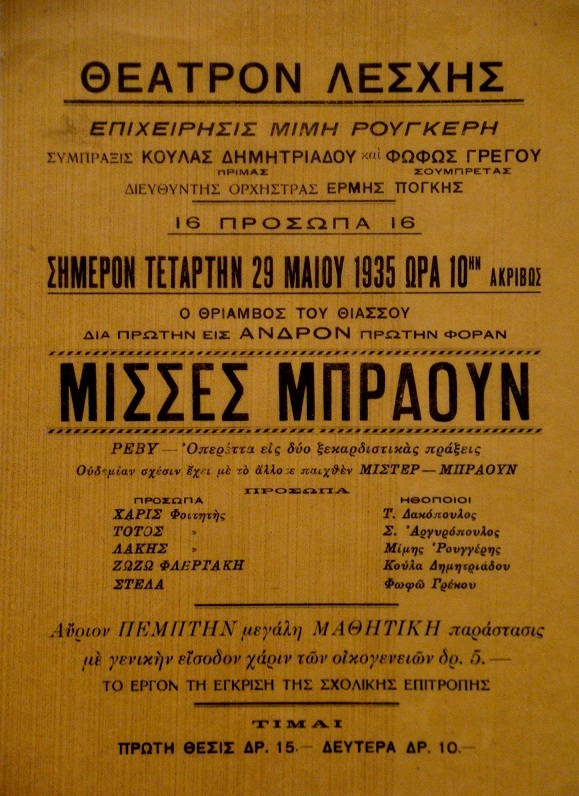 ΘΕΑΤΡΟΝ ΛΕΣΧΗΣ
ΕΠΙΧΕΙΡΗΣΙΣ ΜΙΜΗ ΡΟΥΓΚΕΡΗ
ΣΥΜΠΡΑΞΙΣ ΚΟΥΛΑΣ ΔΗΜΗΤΡΙΑΔΟΥ καὶ ΦΩΦΩΣ ΓΡΕΓΟΥ
ΠΡΙΜΑΣ ΣΟΥΜΠΡΕΤΑΣ
ΔΙΕΥΘΥΝΤΗΣ ΟΡΧΗΣΤΡΑΣ ΕΡΜΗΣ ΠΟΓΚΗΣ
16 ΠΡΟΣΩΠΑ 16
ΣΗΜΕΡΟΝ ΤΕΤΑΡΤΗΝ 29 ΜΑΙΟΥ 1935 ΩΡΑ 10ΗΝ ΑΚΡΙΒΩΣ
Ο ΘΡΙΑΜΒΟΣ ΤΟΥ ΘΙΑΣΣΟΥ
ΔΙΑ ΠΡΩΤΗΝ ΕΙΣ ΑΝΔΡΟΝ ΠΡΩΤΗΝ ΦΟΡΑΝ
ΜΙΣΣΕΣ ΜΠΡΑΟΥΝ
ΡΕΒΥ — Ὀπερέττα εἰς δύο ξεκαρδιστικὰς πράξεις
Οὐδεμίαν σχέσιν ἔχει μὲ τὸ ἄλλοτε παιχθὲν ΜΙΣΤΕΡ — ΜΠΡΑΟΥΝ
ΠΡΟΣΩΠΑ
ΠΡΟΣΩΠΑ ΗΘΟΠΟΙΟΙ
ΧΑΡΙΣ Φοιτητὴς Τ. Δακόπουλος
ΤΟΤΟΣ » Σ. Ἀργυρόπουλος
ΛΑΚΗΣ » Μίμης Ῥουγγέρης
ΖΩΖΩ ΦΛΕΡΤΑΚΗ Κούλα Δημητριάδου
ΣΤΕΛΑ Φωφῶ Γρέκου
Αὔριον ΠΕΜΠΤΗΝ μεγάλη ΜΑΘΗΤΙΚΗ παράστασις
μὲ γενικὴν εἴσοδον χάριν τῶν οἰκογενειῶν δρ. 5.—
ΤΟ ΕΡΓΟΝ ΤΗ ΕΓΚΡΙΣΗ ΤΗΣ ΣΧΟΛΙΚΗΣ ΕΠΙΤΡΟΠΗΣ
ΤΙΜΑΙ
ΠΡΩΤΗ ΘΕΣΙΣ ΔΡ. 15.— ΔΕΥΤΕΡΑ ΔΡ. 10.—